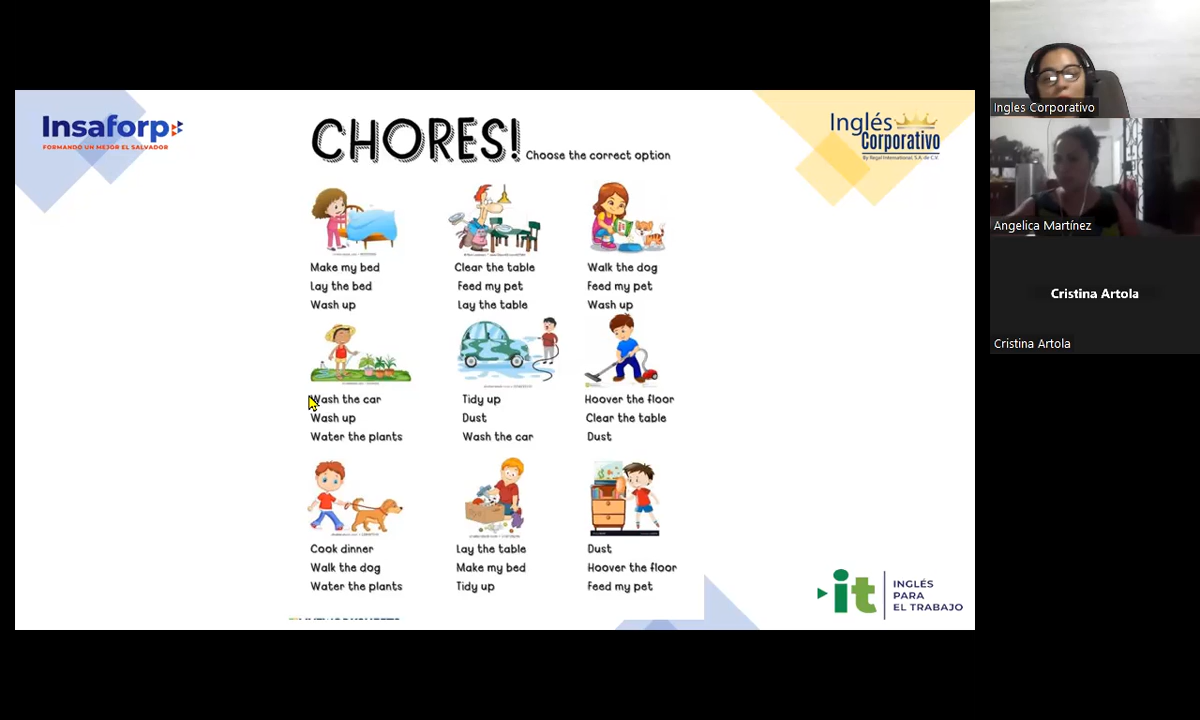 Insaforp
FORMANDO UN MEJOR EL SALVADOR
CHORES!
Choose the correct option
Inglés
Corporativo
By Regal International, S.A. de C.V.
Make my bed
Lay the bed
Wash up
Clear the table
Feed my pet
Lay the table
Walk the dog
Feed my pet
Wash up
Wash the car
Wash up
Water the plants
Tidy up
Dust
Wash the car
Hoover the floor
Clear the table
Dust
Cook dinner
Walk the dog
Water the plants
Lay the table
Make my bed
Tidy up
Dust
Hoover the floor
Feed my pet
it
INGLÉS
PARA
EL TRABAJO
Ingles Corporativo
Angelica Martínez
Cristina Artola
Cristina Artola